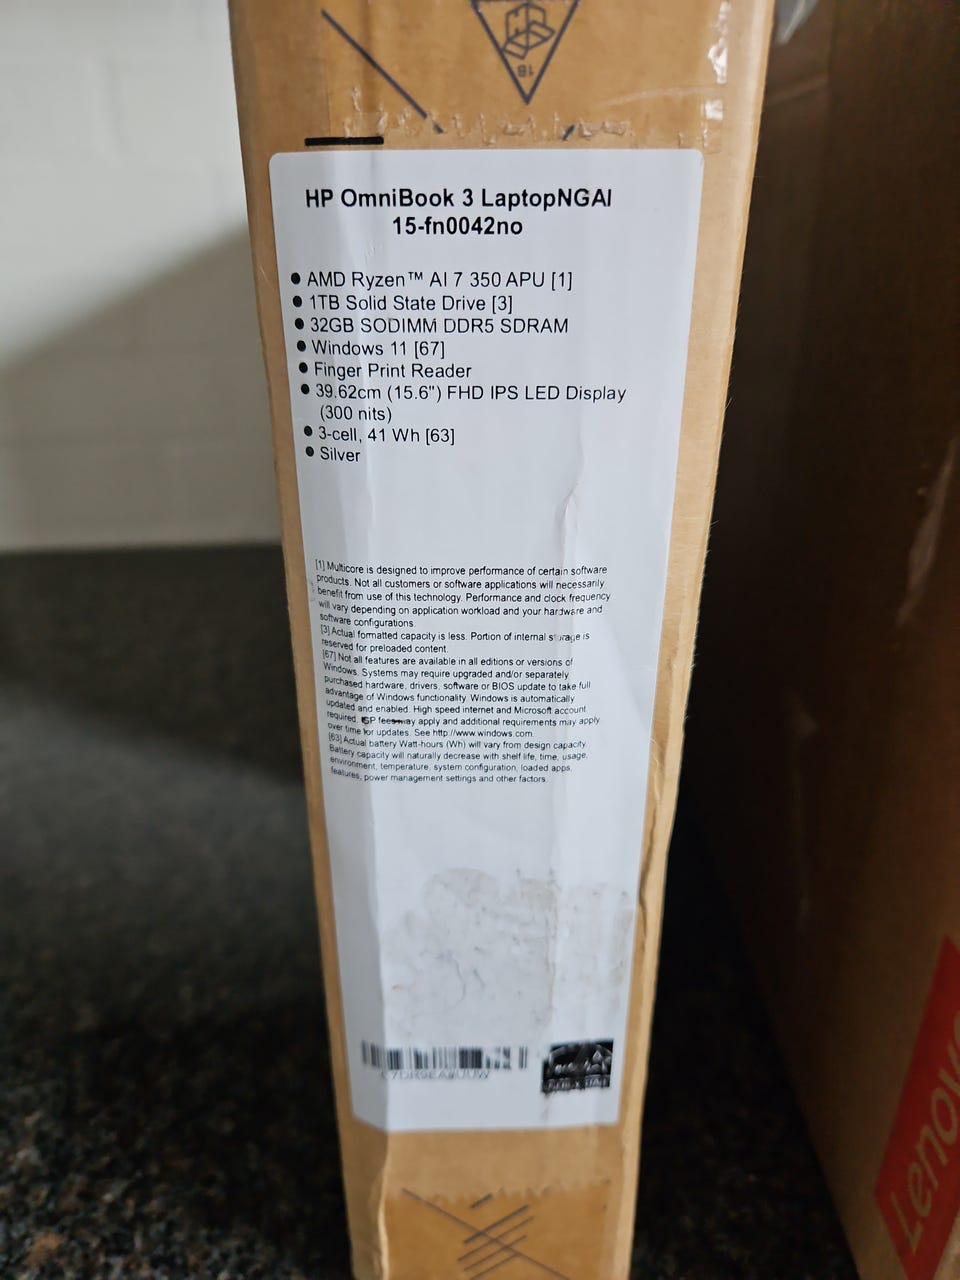 HP OmniBook 3 LaptopNGAI
15-fn0042no
● AMD Ryzen™ AI 7 350 APU [1]
● 1TB Solid State Drive [3]
● 32GB SODIMM DDR5 SDRAM
● Windows 11 [67]
● Finger Print Reader
● 39.62cm (15.6") FHD IPS LED Display
(300 nits)
● 3-cell, 41 Wh [63]
● Silver
[1] Multicore is designed to improve performance of certain software
products. Not all customers or software applications will necessarily
benefit from use of this technology. Performance and clock frequency
will vary depending on application workload and your hardware and
software configurations.
[3] Actual formatted capacity is less. Portion of internal storage is
reserved for preloaded content.
[67] Not all features are available in all editions or versions of
Windows. Systems may require upgraded and/or separately
purchased hardware, drivers, software or BIOS update to take full
advantage of Windows functionality. Windows is automatically
updated and enabled. High speed internet and Microsoft account
required. ISP fees may apply and additional requirements may apply
over time for updates. See http://www.windows.com.
[63] Actual battery Watt-hours (Wh) will vary from design capacity.
Battery capacity will naturally decrease with shelf life, time, usage,
environment, temperature, system configuration, loaded apps,
features, power management settings and other factors.
Lenovo